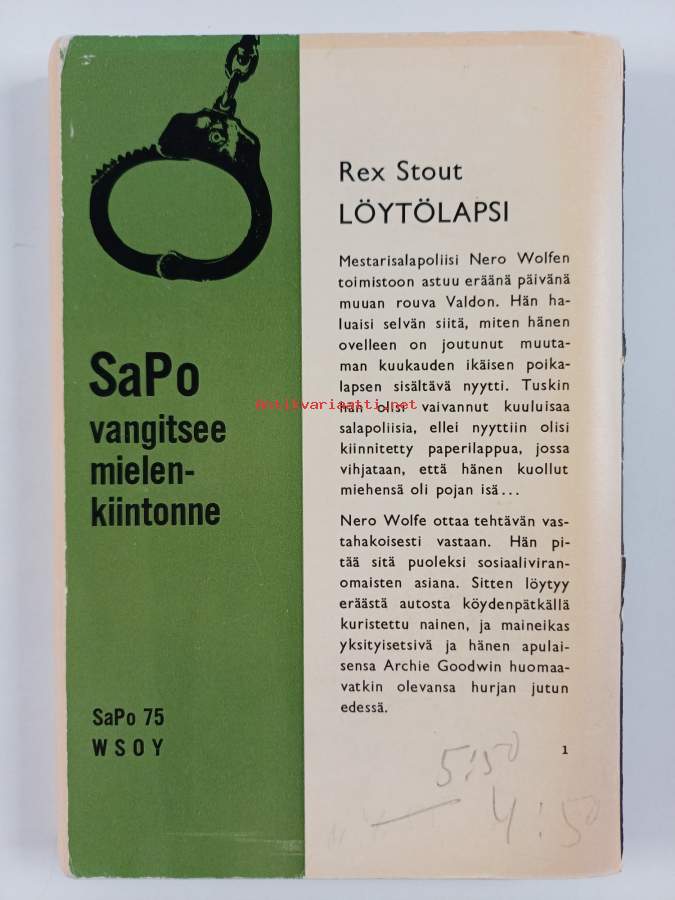 SaPo
vangitsee
mielen-
kiintonne
SaPo 75
WSOY
Rex Stout
LÖYTÖLAPSI
Mestarisalapoliisi Nero Wolfen
toimistoon astuu eräänä päivänä
muuan rouva Valdon. Hän ha-
luaisi selvän siitä, miten hänen
ovelleen on joutunut muuta-
man kuukauden ikäisen poika-
lapsen sisältävä nyytti. Tuskin
hän olisi vaivannut kuuluisaa
salapoliisia, ellei nyyttiin olisi
kiinnitetty paperilappua, jossa
vihjataan, että hänen kuollut
miehensä oli pojan isä...
Nero Wolfe ottaa tehtävän vas-
tahakoisesti vastaan. Hän pi-
tää sitä puoleksi sosiaaliviran-
omaisten asiana. Sitten löytyy
eräästä autosta köydenpätkällä
kuristettu nainen, ja maineikas
yksityisetsivä ja hänen apulai-
sensa Archie Goodwin huomaa-
vatkin olevansa hurjan jutun
edessä.
1
5:50
4:50
antikvariaatti.net